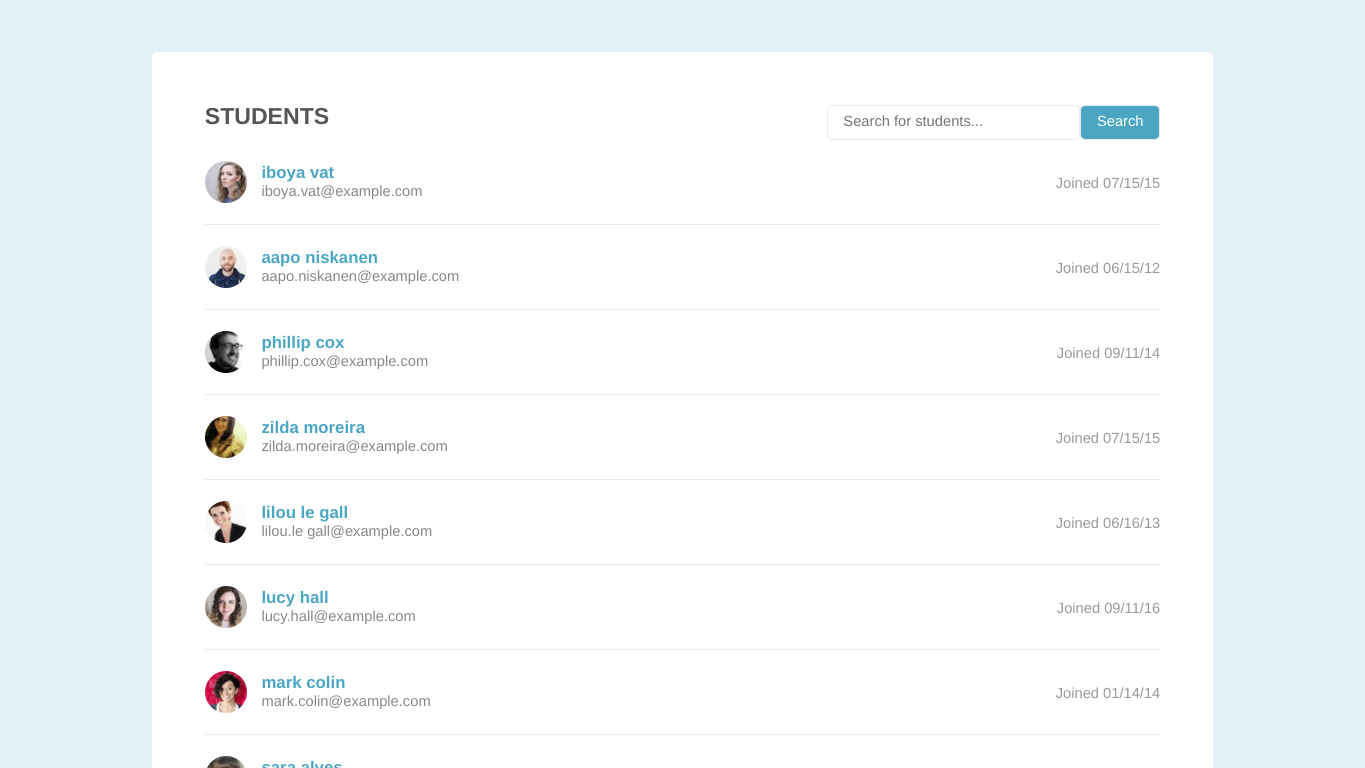 STUDENTS
Search for students...
Search
iboya vat
iboya.vat@example.com
Joined 07/15/15
aapo niskanen
aapo.niskanen@example.com
Joined 06/15/12
phillip cox
phillip.cox@example.com
Joined 09/11/14
zilda moreira
zilda.moreira@example.com
Joined 07/15/15
lilou le gall
lilou.le gall@example.com
Joined 06/16/13
lucy hall
lucy.hall@example.com
Joined 09/11/16
mark colin
mark.colin@example.com
Joined 01/14/14
sara alves